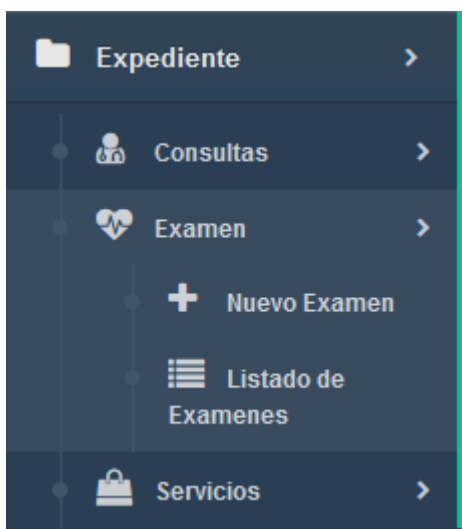 Expediente
Consultas
Examen
Nuevo Examen
Listado de
Examenes
Servicios